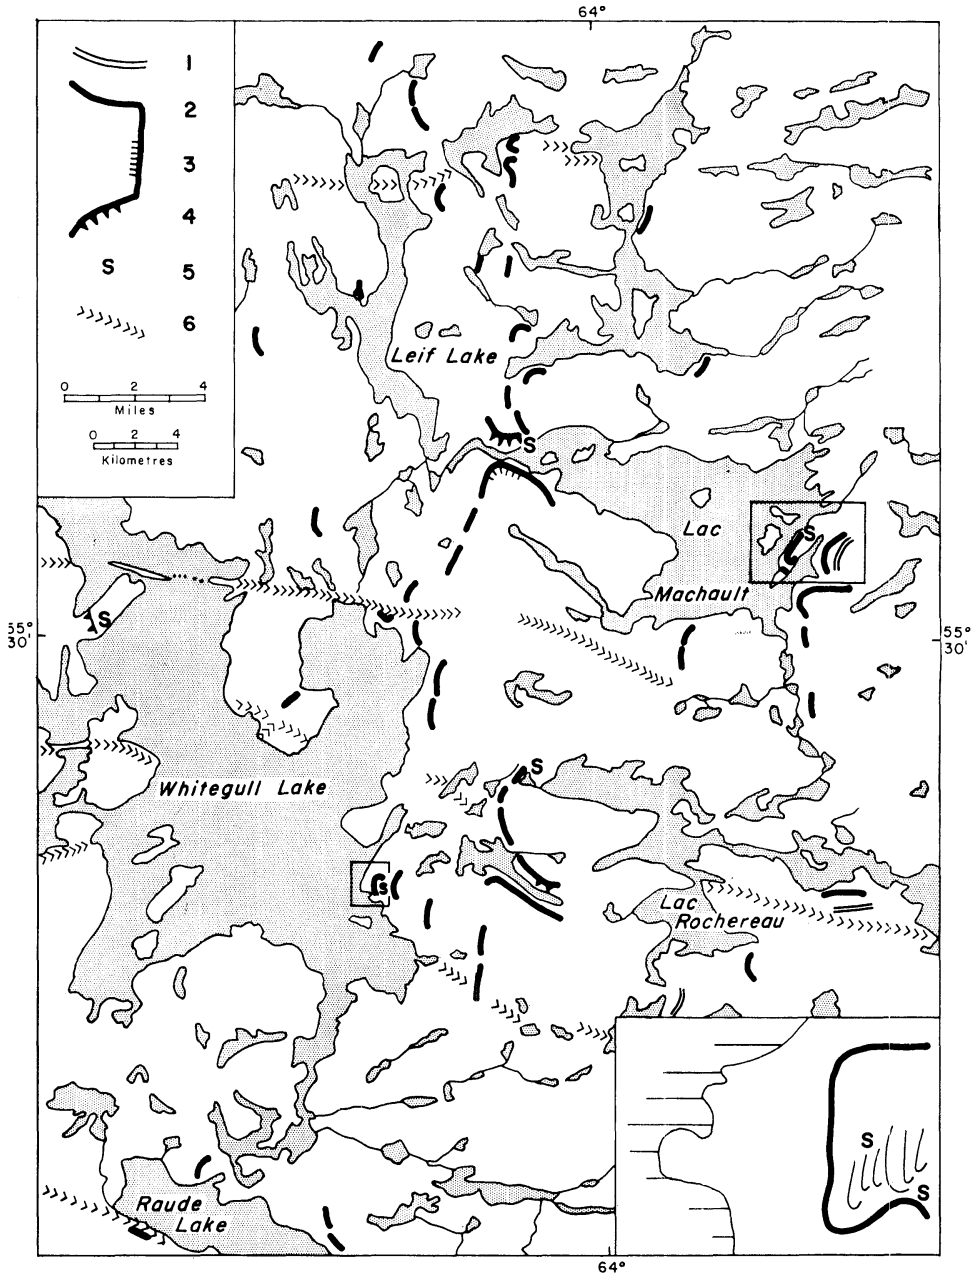 64°
1
2
3
4
S 5
6
0 2 4
Miles
0 2 4
Kilometres
Leif Lake
S
Lac
S
Machault
55°
30'
S
55°
30'
S
Whitegull Lake
S
Lac
Rochereau
S
S
Raude
Lake
64°